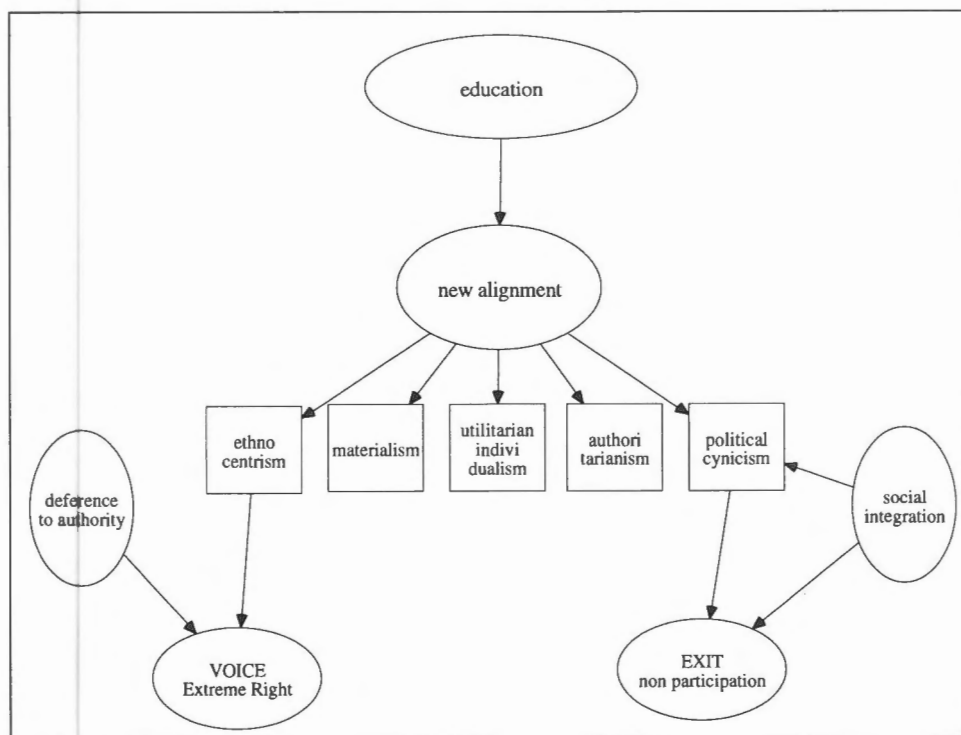 education
new alignment
ethno
centrism
materialism
utilitarian
indivi
dualism
authori
tarianism
political
cynicism
deference
to authority
social
integration
VOICE
Extreme Right
EXIT
non participation